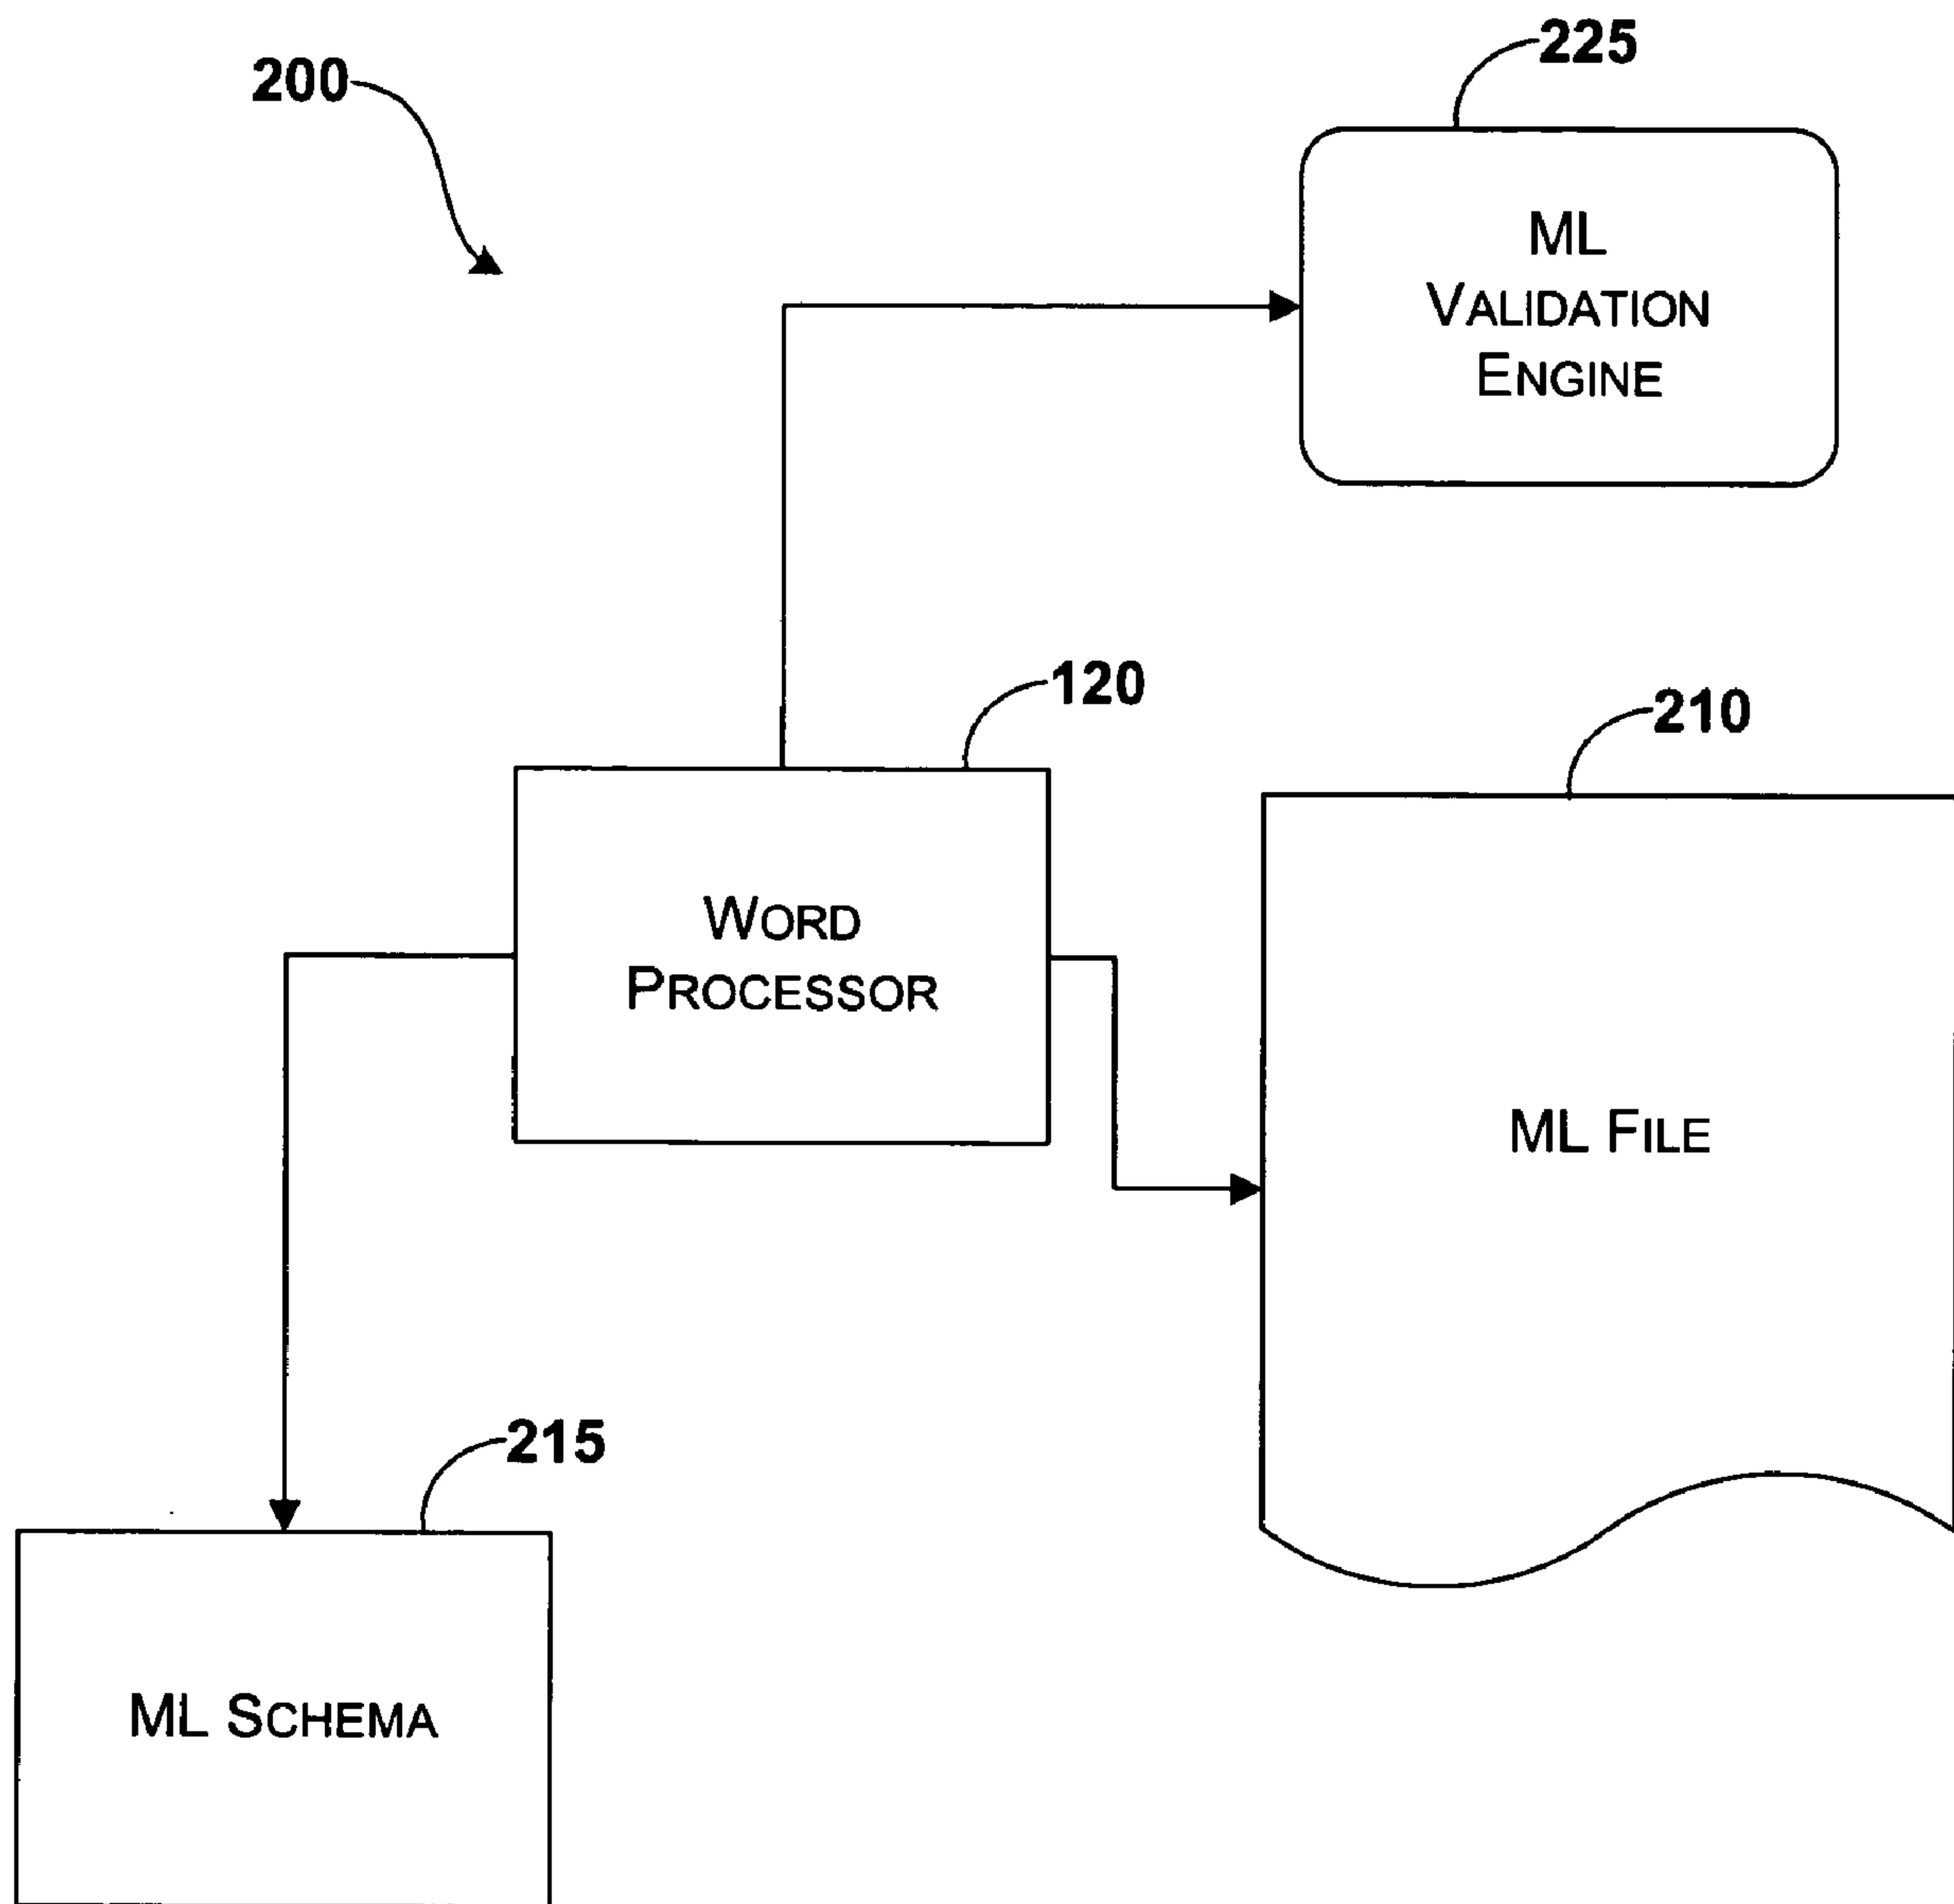 225
200
ML
VALIDATION
ENGINE
120
210
WORD
PROCESSOR
ML FILE
215
ML SCHEMA